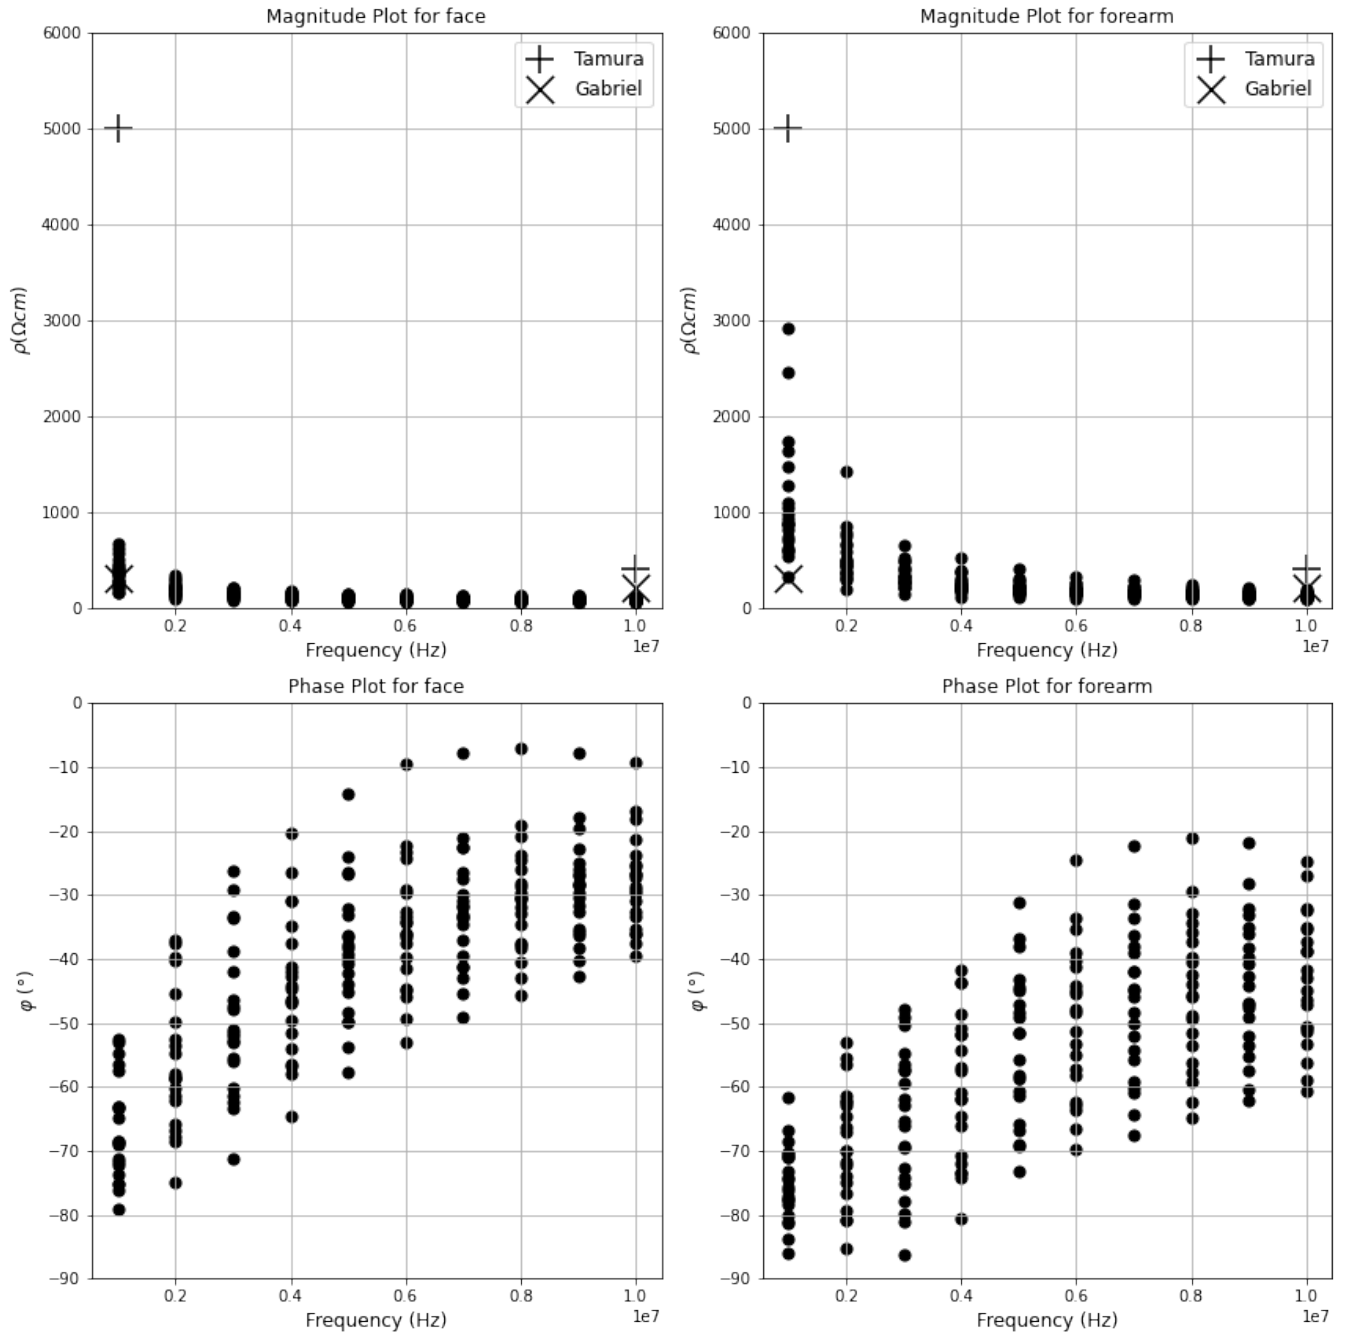 Magnitude Plot for face
6000
5000
4000
3000
2000
1000
0
ρ(Ωcm)
Tamura
Gabriel
0.2 0.4 0.6 0.8 1.0
1e7
Frequency (Hz)
Magnitude Plot for forearm
6000
5000
4000
3000
2000
1000
0
ρ(Ωcm)
Tamura
Gabriel
0.2 0.4 0.6 0.8 1.0
1e7
Frequency (Hz)
Phase Plot for face
0
−10
−20
−30
−40
−50
−60
−70
−80
−90
φ (°)
0.2 0.4 0.6 0.8 1.0
1e7
Frequency (Hz)
Phase Plot for forearm
0
−10
−20
−30
−40
−50
−60
−70
−80
−90
φ (°)
0.2 0.4 0.6 0.8 1.0
1e7
Frequency (Hz)